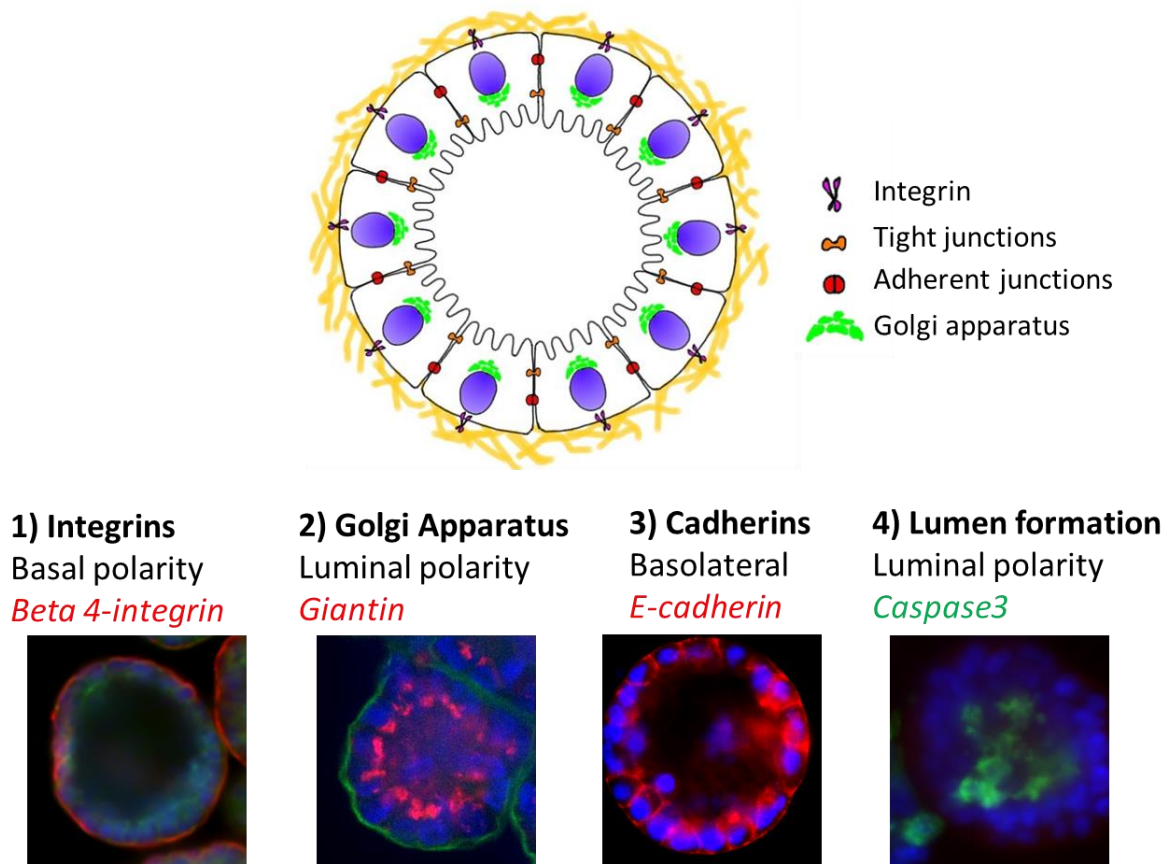 Integrin
Tight junctions
Adherent junctions
Golgi apparatus
1) Integrins
Basal polarity
Beta 4-integrin
2) Golgi Apparatus
Luminal polarity
Giantin
3) Cadherins
Basolateral
E-cadherin
4) Lumen formation
Luminal polarity
Caspase3